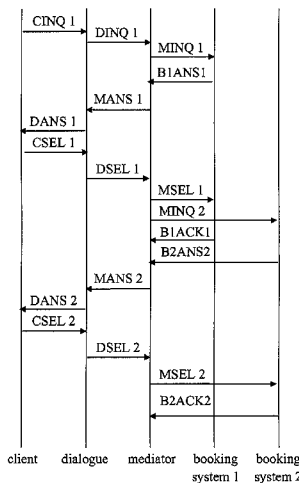 CINQ 1
DINQ 1
MINQ 1
B1ANS1
MANS 1
DANS 1
CSEL 1
DSEL 1
MSEL 1
MINQ 2
B1ACK1
B2ANS2
MANS 2
DANS 2
CSEL 2
DSEL 2
MSEL 2
B2ACK2
client dialogue mediator booking booking
system 1 system 2